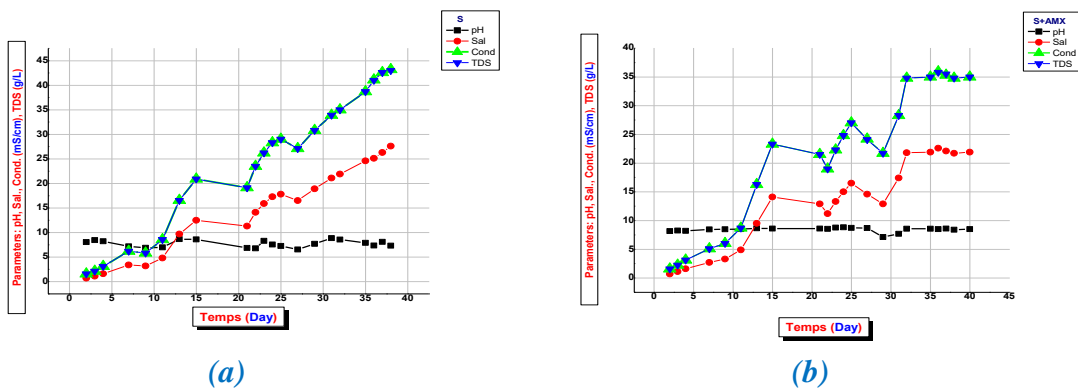 S
pH
Sal
Cond
TDS
Parameters: pH, Sal., Cond. (mS/cm), TDS (g/L)
45
40
35
30
25
20
15
10
5
0
0 5 10 15 20 25 30 35 40
Temps (Day)
(a)
S+AMX
pH
Sal
Cond
TDS
Parameters: pH, Sal., Cond. (mS/cm), TDS (g/L)
40
35
30
25
20
15
10
5
0
0 5 10 15 20 25 30 35 40 45
Temps (Day)
(b)